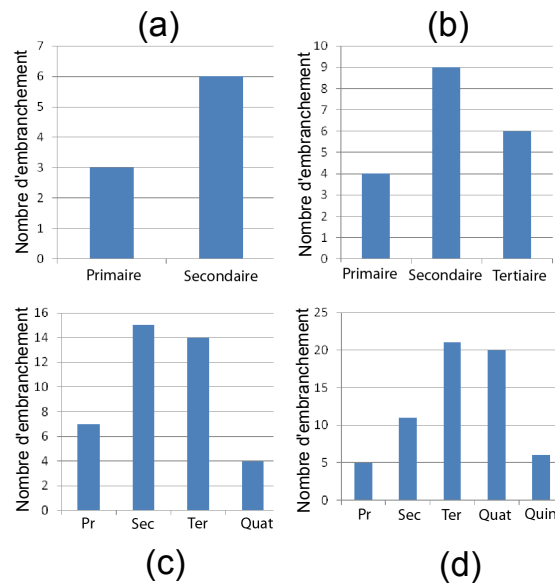 (a)
Nombre d'embranchement
7
6
5
4
3
2
1
0
Primaire Secondaire
(b)
Nombre d'embranchement
10
9
8
7
6
5
4
3
2
1
0
Primaire Secondaire Tertiaire
Nombre d'embranchement
16
14
12
10
8
6
4
2
0
Pr Sec Ter Quat
(c)
Nombre d'embranchement
25
20
15
10
5
0
Pr Sec Ter Quat Quin
(d)